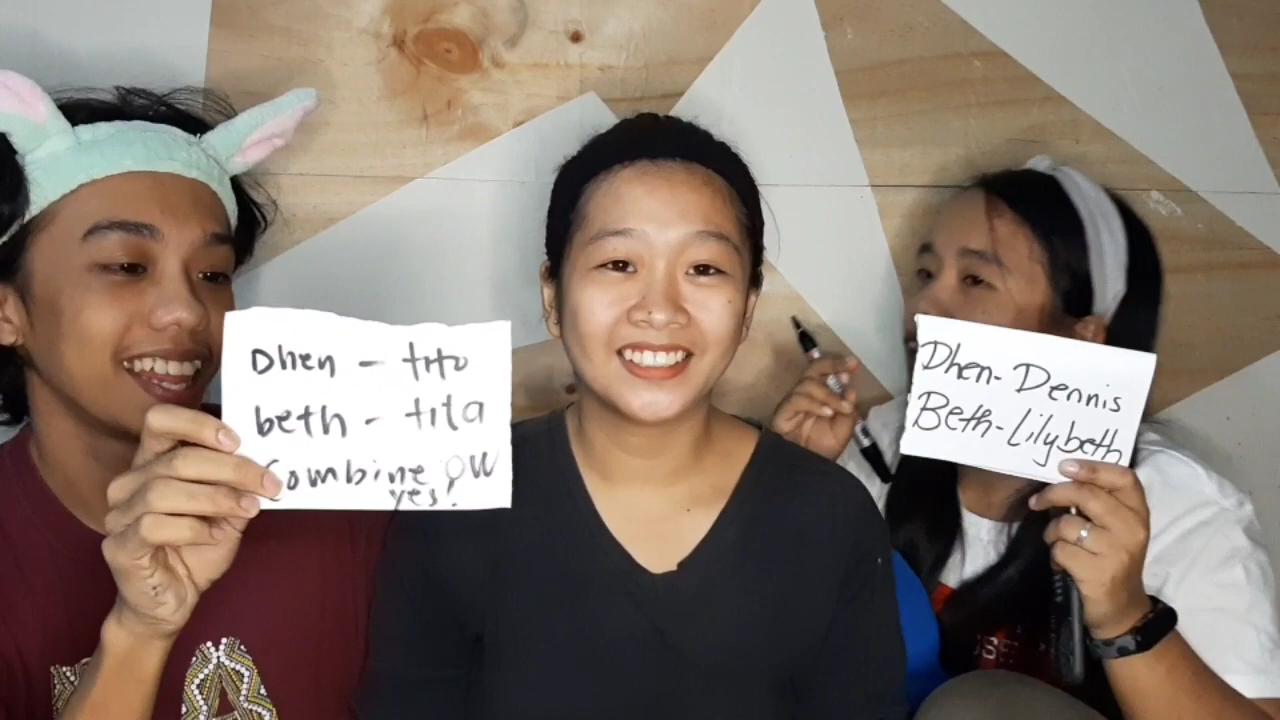 Dhen - tito
beth - tita
Combine OW
yes!
Dhen- Dennis
Beth-Lilybeth